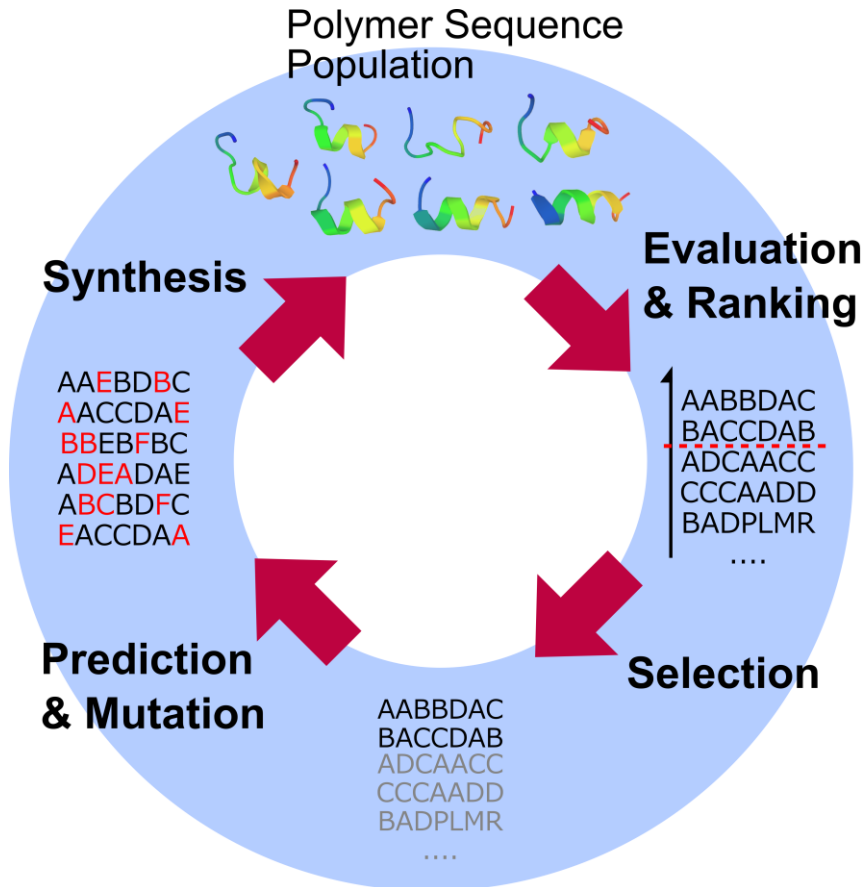 Polymer Sequence
Population
Evaluation
& Ranking
AABBDAC
BACCDAB
ADCAACC
CCCAADD
BADPLMR
....
Selection
AABBDAC
BACCDAB
ADCAACC
CCCAADD
BADPLMR
....
Prediction
& Mutation
AAEBDBC
AACCDAE
BBEBFBC
ADEADAE
ABCBDFC
EACCDAA
Synthesis